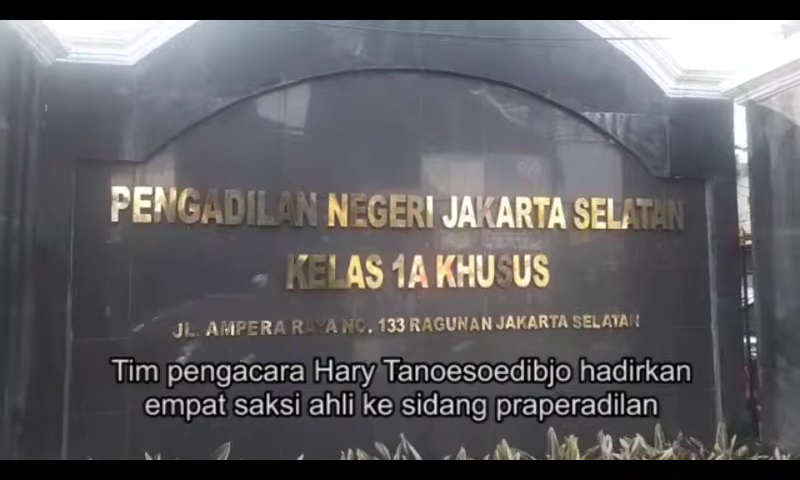 PENGADILAN NEGERI JAKARTA SELATAN
KELAS 1A KHUSUS
JL. AMPERA RAYA NO. 133 RAGUNAN JAKARTA SELATAN
Tim pengacara Hary Tanoesoedibjo hadirkan
empat saksi ahli ke sidang praperadilan